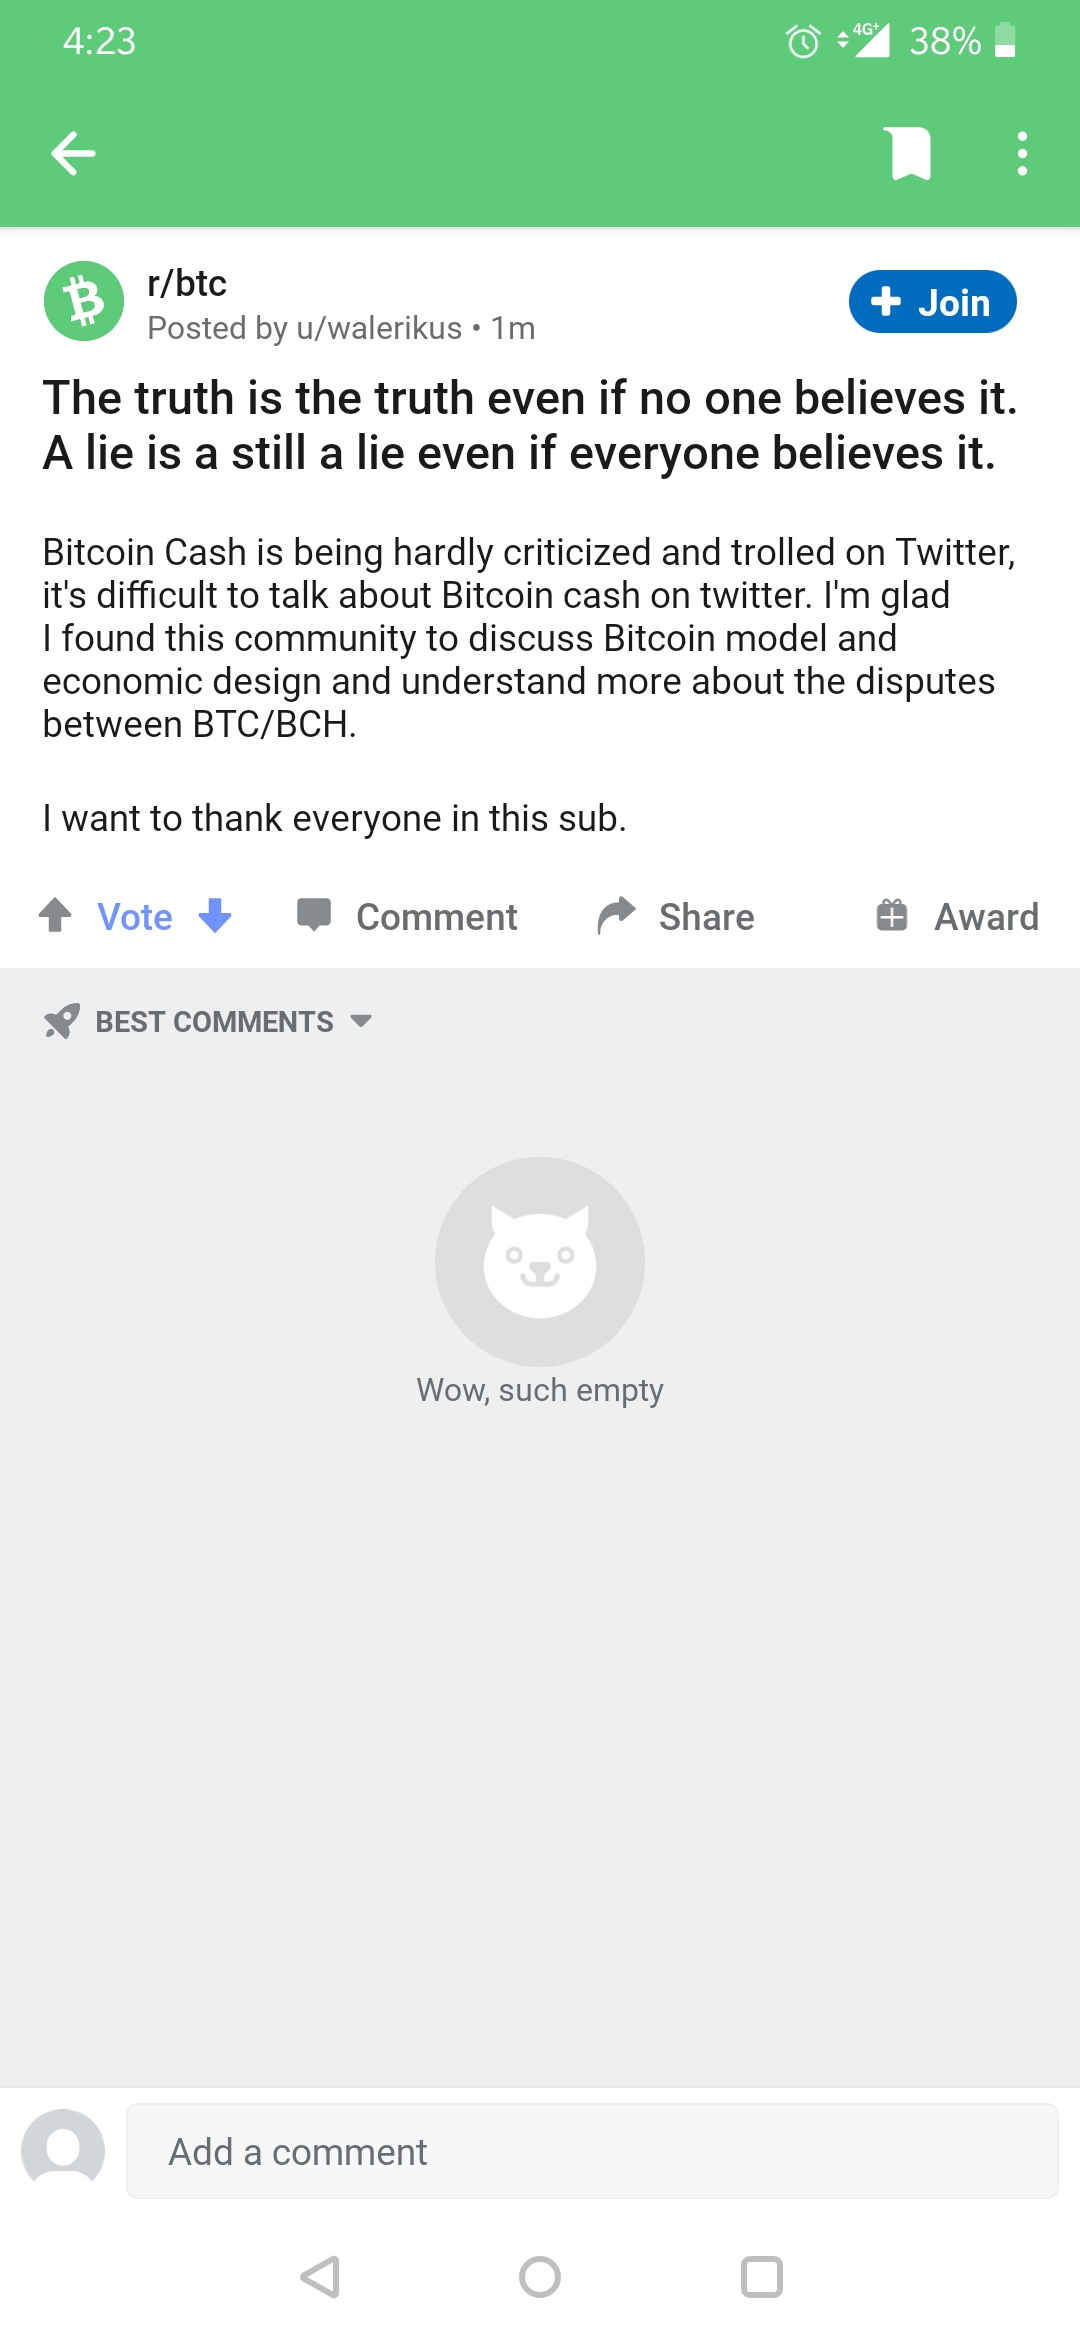 4:23
4G+ 38%
r/btc
Posted by u/walerikus • 1m
+ Join
The truth is the truth even if no one believes it.
A lie is a still a lie even if everyone believes it.
Bitcoin Cash is being hardly criticized and trolled on Twitter,
it's difficult to talk about Bitcoin cash on twitter. I'm glad
I found this community to discuss Bitcoin model and
economic design and understand more about the disputes
between BTC/BCH.
I want to thank everyone in this sub.
Vote Comment Share Award
BEST COMMENTS
Wow, such empty
Add a comment